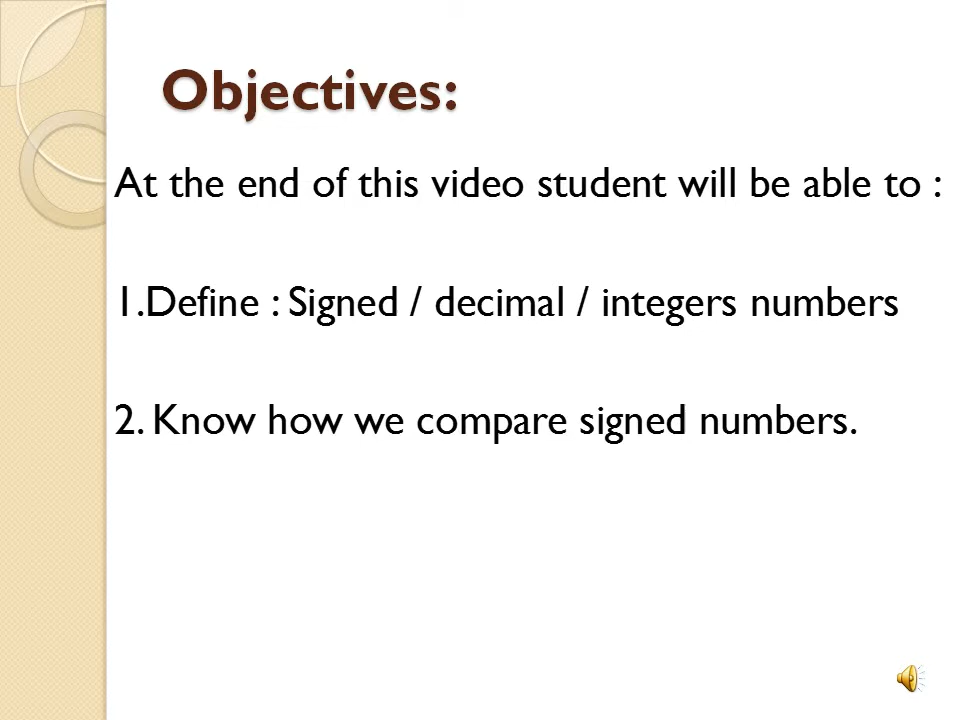 Objectives:
At the end of this video student will be able to :
1.Define : Signed / decimal / integers numbers
2. Know how we compare signed numbers.